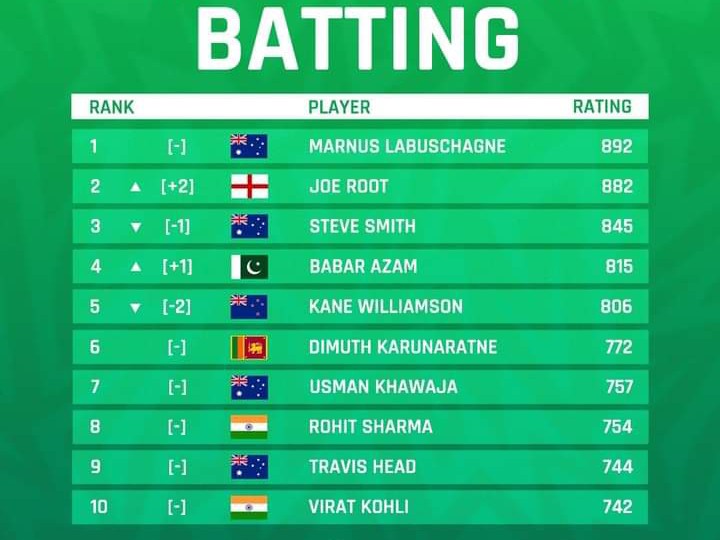 BATTING
RANK PLAYER RATING
1 [-] MARNUS LABUSCHAGNE 892
2 ▲ [+2] JOE ROOT 882
3 ▼ [-1] STEVE SMITH 845
4 ▲ [+1] BABAR AZAM 815
5 ▼ [-2] KANE WILLIAMSON 806
6 [-] DIMUTH KARUNARATNE 772
7 [-] USMAN KHAWAJA 757
8 [-] ROHIT SHARMA 754
9 [-] TRAVIS HEAD 744
10 [-] VIRAT KOHLI 742